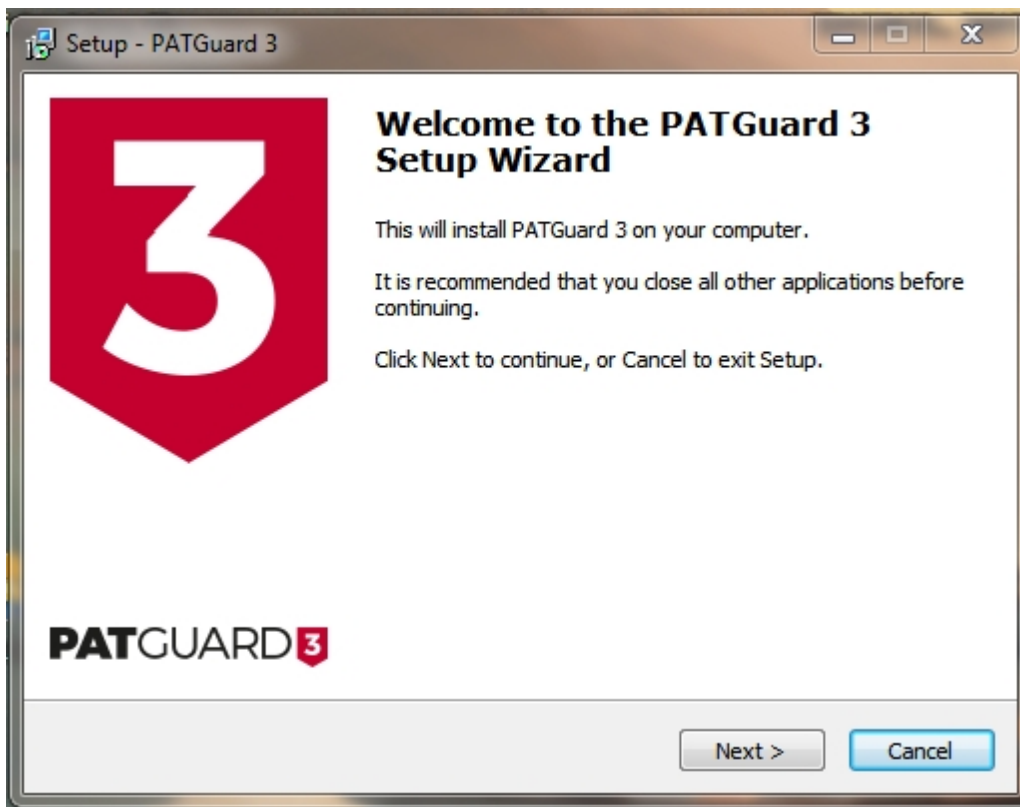 Setup - PATGuard 3
3
Welcome to the PATGuard 3
Setup Wizard
This will install PATGuard 3 on your computer.
It is recommended that you close all other applications before
continuing.
Click Next to continue, or Cancel to exit Setup.
PATGUARD 3
Next >
Cancel